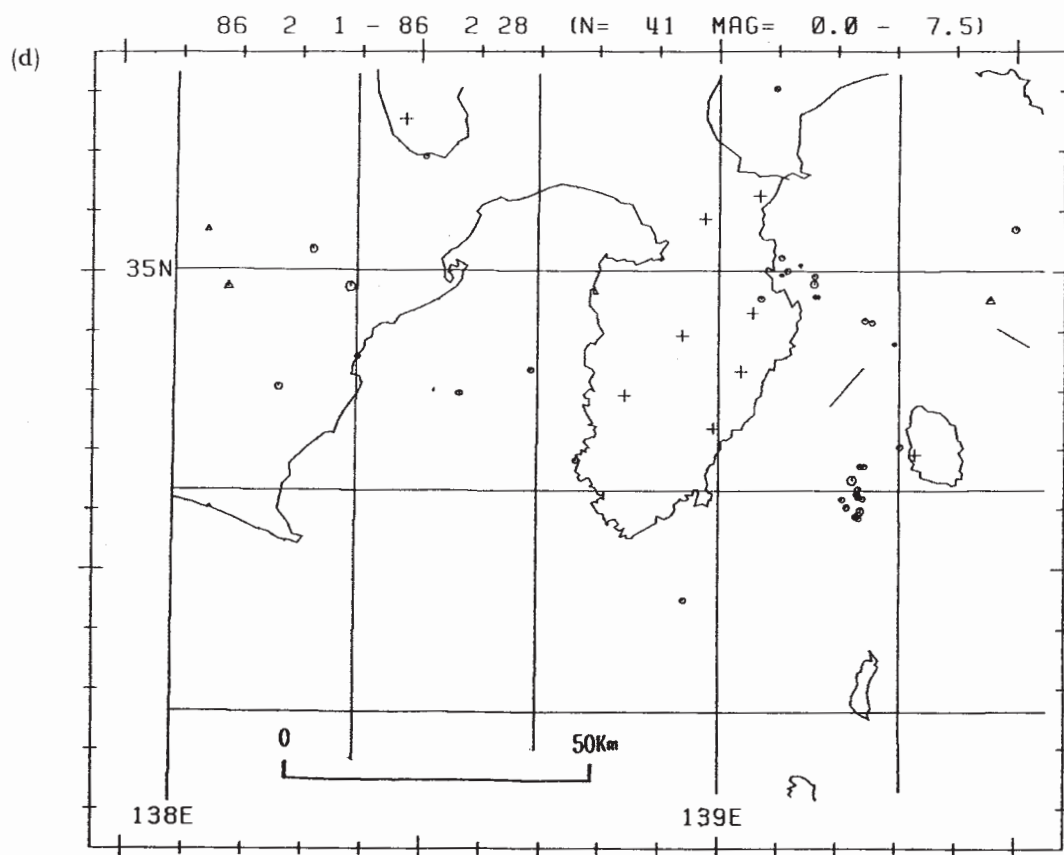 86 2 1 - 86 2 28 (N= 41 MAG= 0.0 - 7.5)
(d)
35N
0 50Km
138E 139E